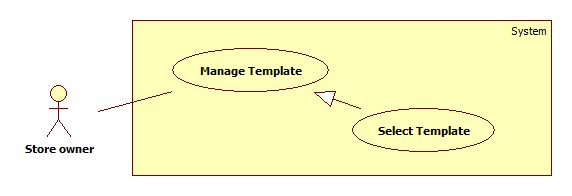 System
Manage Template
Select Template
Store owner